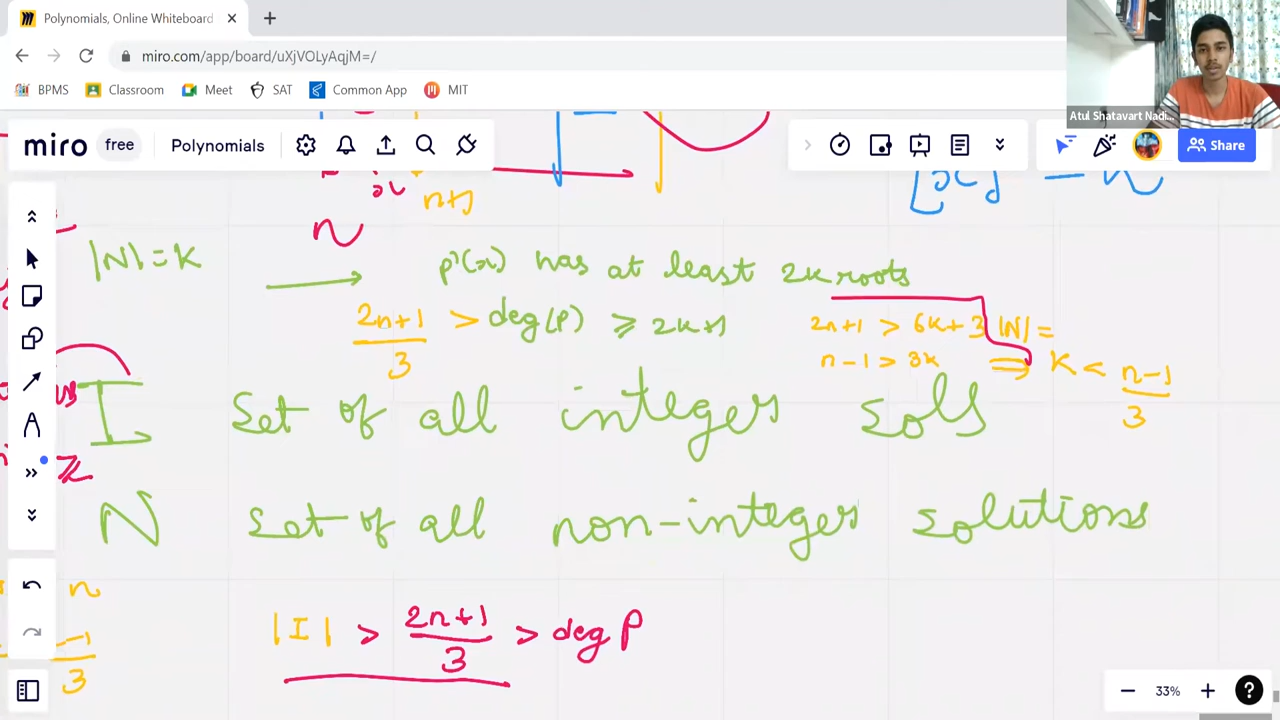 Polynomials, Online Whiteboard
miro.com/app/board/uXjVOLyAqjM=/
BPMS Classroom Meet SAT Common App MIT
Atul Shatavart Nadi...
miro free Polynomials
Share
n+1
[x] = n
n
|N|=K
p'(x) has at least 2k roots
2n+1/3 > deg(P) ≥ 2k+1
2n+1 > 6k+3 |N|=
n-1 > 3k ⇒ K < n-1/3
I Set of all integer sols
Z
N Set of all non-integer solutions
n
-1/3
|I| > 2n+1/3 > deg P
33%